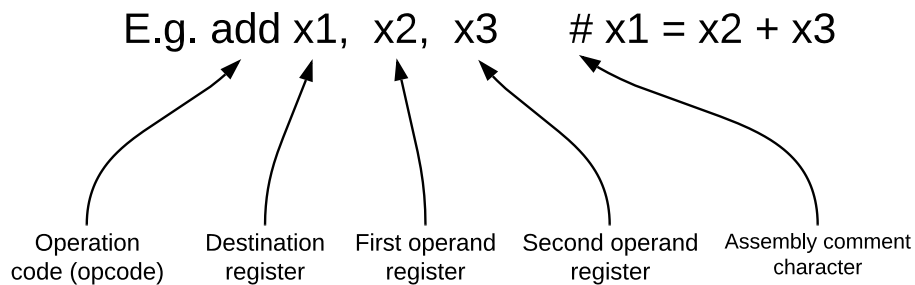 E.g. add x1, x2, x3 # x1 = x2 + x3
Operation
code (opcode)
Destination
register
First operand
register
Second operand
register
Assembly comment
character